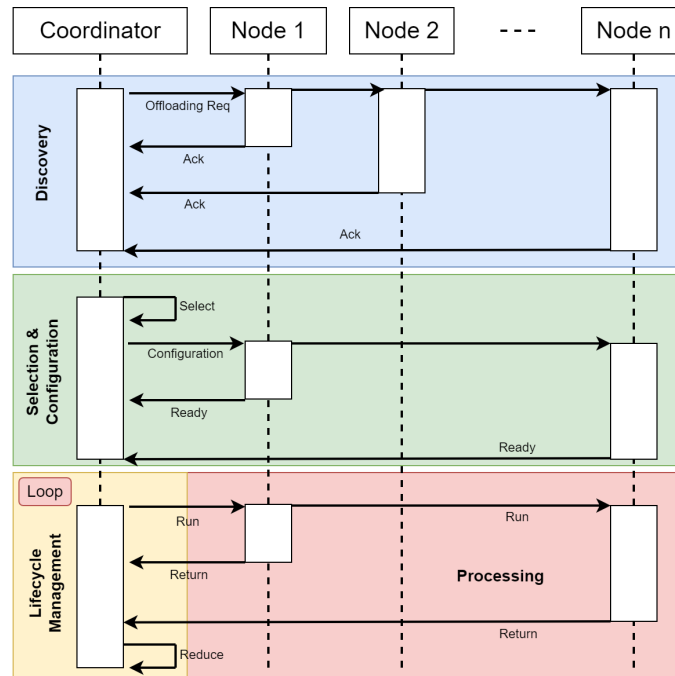 Coordinator
Node 1
Node 2
---
Node n
Discovery
Offloading Req
Ack
Ack
Ack
Selection &
Configuration
Select
Configuration
Ready
Ready
Loop
Lifecycle
Management
Run
Run
Return
Processing
Return
Reduce